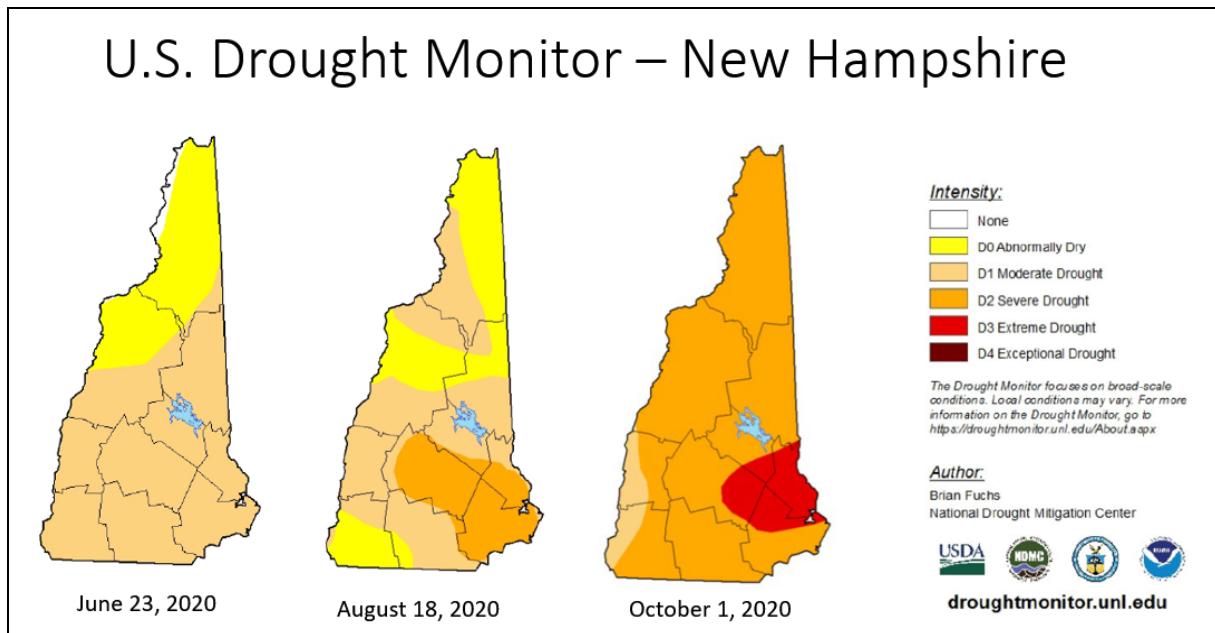 U.S. Drought Monitor – New Hampshire
June 23, 2020
August 18, 2020
October 1, 2020
Intensity:
None
D0 Abnormally Dry
D1 Moderate Drought
D2 Severe Drought
D3 Extreme Drought
D4 Exceptional Drought
The Drought Monitor focuses on broad-scale
conditions. Local conditions may vary. For more
information on the Drought Monitor, go to
https://droughtmonitor.unl.edu/About.aspx
Author:
Brian Fuchs
National Drought Mitigation Center
USDA
NDMC
droughtmonitor.unl.edu